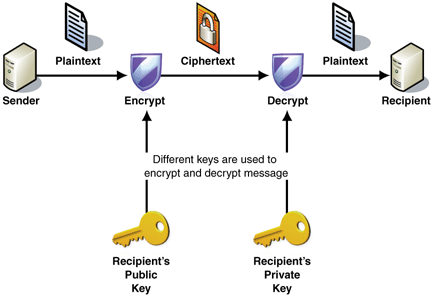 Plaintext
Ciphertext
Plaintext
Sender
Encrypt
Decrypt
Recipient
Different keys are used to
encrypt and decrypt message
Recipient's
Public
Key
Recipient's
Private
Key